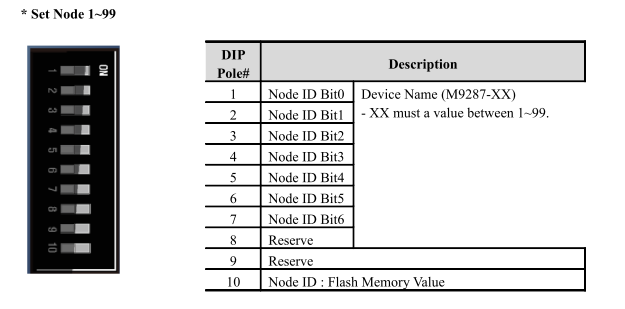 * Set Node 1~99
ON
1
2
3
4
5
6
7
8
9
10
DIP Pole# Description
1 Node ID Bit0 Device Name (M9287-XX)
2 Node ID Bit1 - XX must a value between 1~99.
3 Node ID Bit2
4 Node ID Bit3
5 Node ID Bit4
6 Node ID Bit5
7 Node ID Bit6
8 Reserve
9 Reserve
10 Node ID : Flash Memory Value